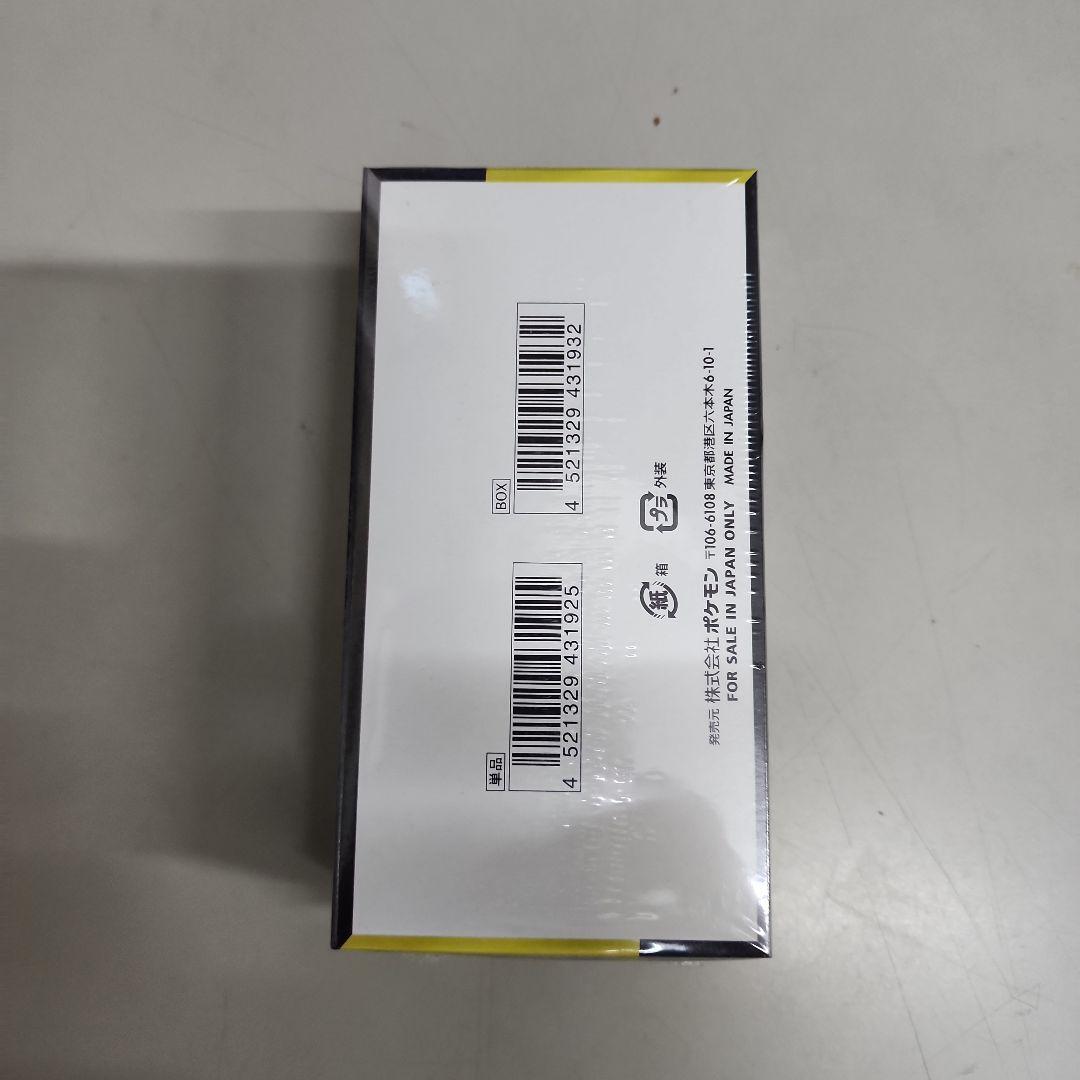 単品
4 521329 431925
BOX
4 521329 431932
紙 箱
プラ 外装
発売元 株式会社ポケモン 〒106-6108 東京都港区六本木6-10-1
FOR SALE IN JAPAN ONLY MADE IN JAPAN